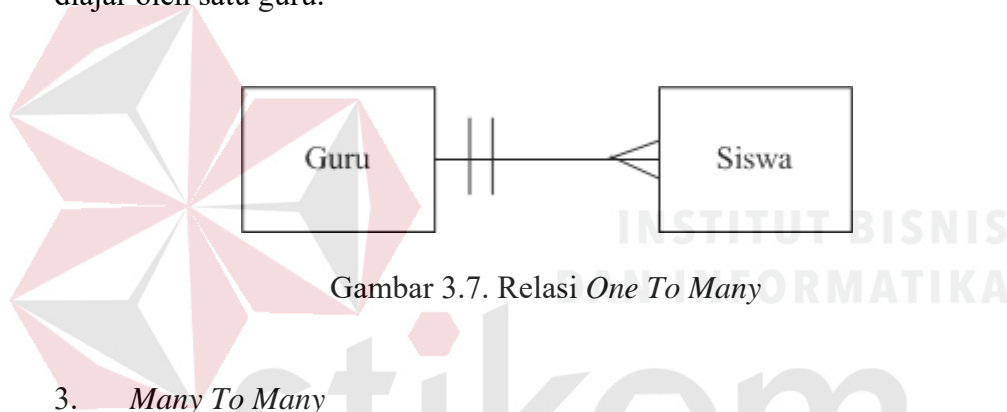 diajar oleh satu guru.
Guru
Siswa
INSTITUT BISNIS
DAN INFORMATIKA
Gambar 3.7. Relasi One To Many
stikom
3. Many To Many